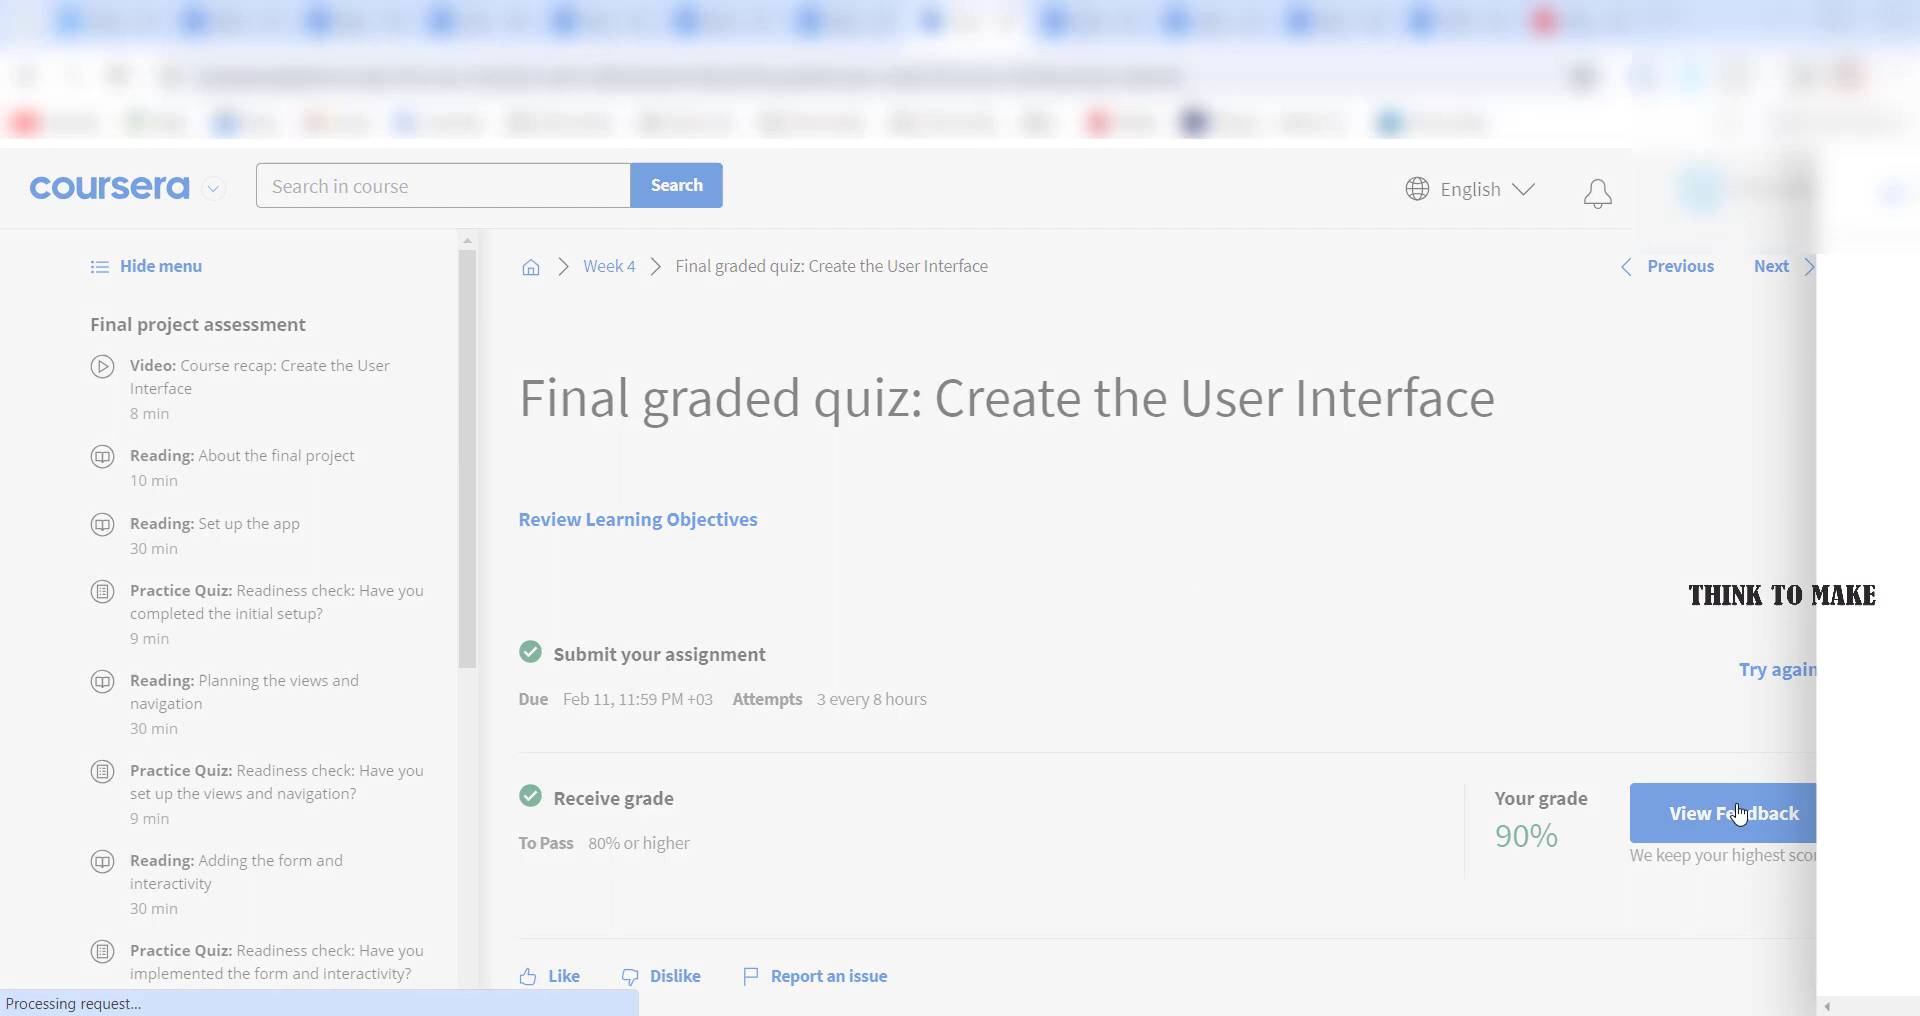 coursera
Search in course
Search
English
Hide menu
Final project assessment
Video: Course recap: Create the User
Interface
8 min
Reading: About the final project
10 min
Reading: Set up the app
30 min
Practice Quiz: Readiness check: Have you
completed the initial setup?
9 min
Reading: Planning the views and
navigation
30 min
Practice Quiz: Readiness check: Have you
set up the views and navigation?
9 min
Reading: Adding the form and
interactivity
30 min
Practice Quiz: Readiness check: Have you
implemented the form and interactivity?
Processing request...
Week 4
Final graded quiz: Create the User Interface
Previous
Next
Final graded quiz: Create the User Interface
Review Learning Objectives
THINK TO MAKE
Submit your assignment
Try again
Due Feb 11, 11:59 PM +03 Attempts 3 every 8 hours
Receive grade
To Pass 80% or higher
Your grade
90%
View Feedback
We keep your highest
Like
Dislike
Report an issue